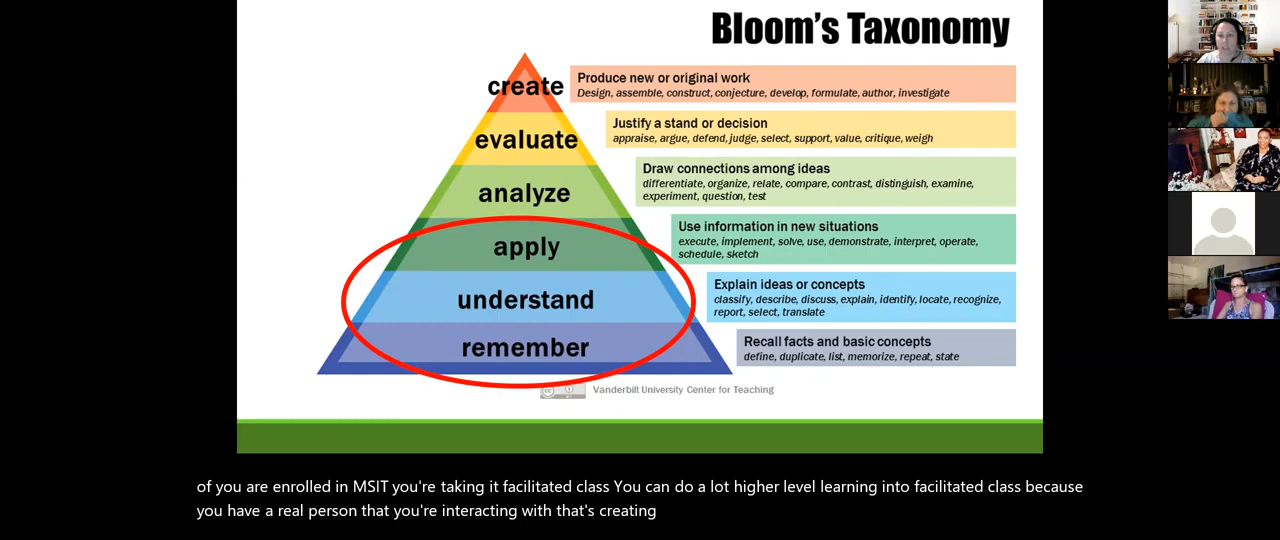 Bloom's Taxonomy
create
Produce new or original work
Design, assemble, construct, conjecture, develop, formulate, author, investigate
evaluate
Justify a stand or decision
appraise, argue, defend, judge, select, support, value, critique, weigh
analyze
Draw connections among ideas
differentiate, organize, relate, compare, contrast, distinguish, examine,
experiment, question, test
apply
Use information in new situations
execute, implement, solve, use, demonstrate, interpret, operate,
schedule, sketch
understand
Explain ideas or concepts
classify, describe, discuss, explain, identify, locate, recognize,
report, select, translate
remember
Recall facts and basic concepts
define, duplicate, list, memorize, repeat, state
cc
Vanderbilt University Center for Teaching
of you are enrolled in MSIT you're taking it facilitated class You can do a lot higher level learning into facilitated class because
you have a real person that you're interacting with that's creating